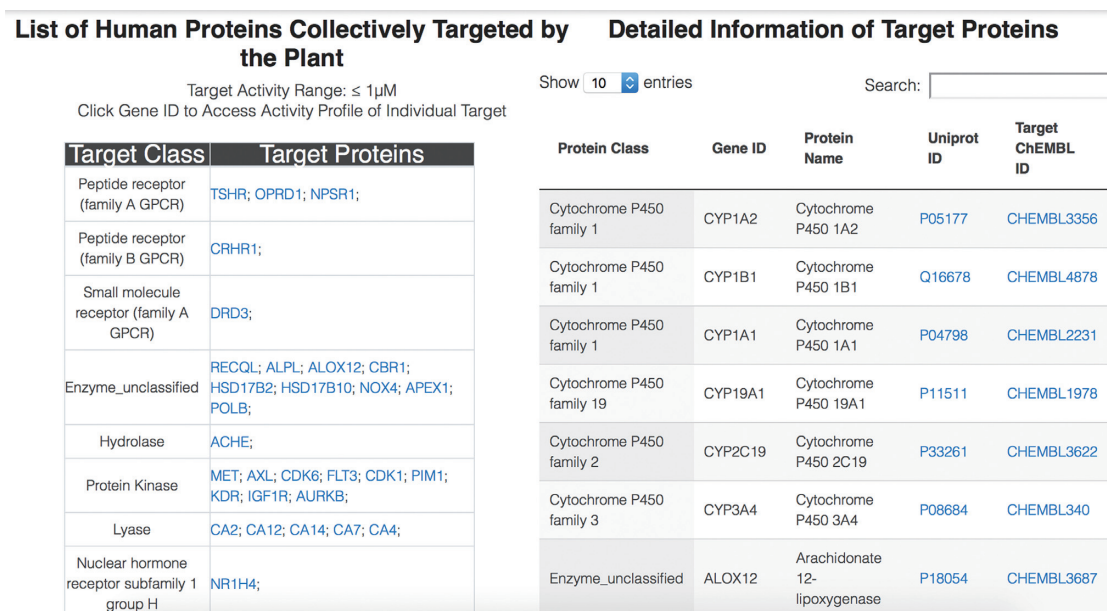 List of Human Proteins Collectively Targeted by
the Plant
Target Activity Range: ≤ 1μM
Click Gene ID to Access Activity Profile of Individual Target
Target Class Target Proteins
Peptide receptor
(family A GPCR)
TSHR; OPRD1; NPSR1;
Peptide receptor
(family B GPCR)
CRHR1;
Small molecule
receptor (family A
GPCR)
DRD3;
Enzyme_unclassified
RECQL; ALPL; ALOX12; CBR1;
HSD17B2; HSD17B10; NOX4; APEX1;
POLB;
Hydrolase
ACHE;
Protein Kinase
MET; AXL; CDK6; FLT3; CDK1; PIM1;
KDR; IGF1R; AURKB;
Lyase
CA2; CA12; CA14; CA7; CA4;
Nuclear hormone
receptor subfamily 1
group H
NR1H4;
Detailed Information of Target Proteins
Show 10 entries
Search:
Protein Class
Gene ID
Protein
Name
Uniprot
ID
Target
ChEMBL
ID
Cytochrome P450
family 1
CYP1A2
Cytochrome
P450 1A2
P05177
CHEMBL3356
Cytochrome P450
family 1
CYP1B1
Cytochrome
P450 1B1
Q16678
CHEMBL4878
Cytochrome P450
family 1
CYP1A1
Cytochrome
P450 1A1
P04798
CHEMBL2231
Cytochrome P450
family 19
CYP19A1
Cytochrome
P450 19A1
P11511
CHEMBL1978
Cytochrome P450
family 2
CYP2C19
Cytochrome
P450 2C19
P33261
CHEMBL3622
Cytochrome P450
family 3
CYP3A4
Cytochrome
P450 3A4
P08684
CHEMBL340
Enzyme_unclassified
ALOX12
Arachidonate
12-
lipoxygenase
P18054
CHEMBL3687